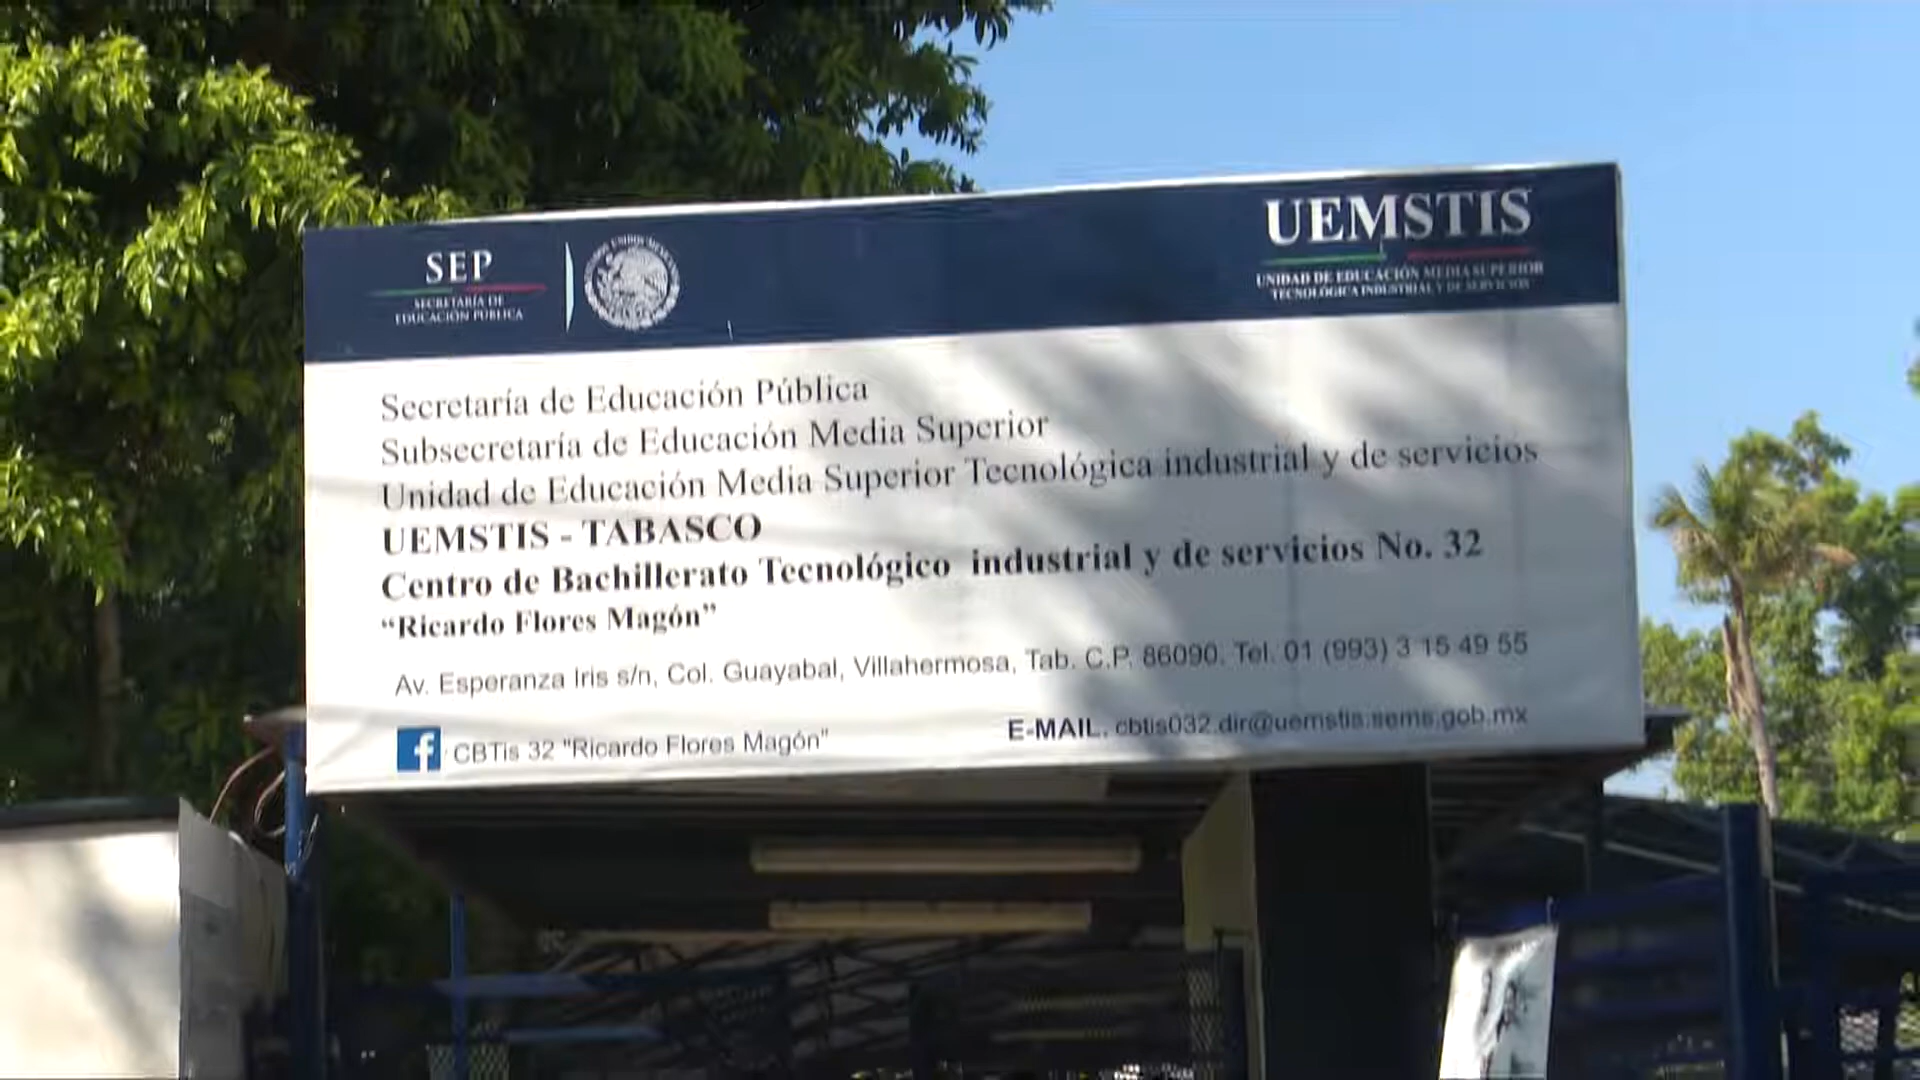 SEP
SECRETARÍA DE
EDUCACIÓN PÚBLICA
UEMSTIS
UNIDAD DE EDUCACIÓN MEDIA SUPERIOR
TECNOLÓGICA INDUSTRIAL Y DE SERVICIOS
Secretaría de Educación Pública
Subsecretaría de Educación Media Superior
Unidad de Educación Media Superior Tecnológica industrial y de servicios
UEMSTIS - TABASCO
Centro de Bachillerato Tecnológico industrial y de servicios No. 32
“Ricardo Flores Magón”
Av. Esperanza Iris s/n, Col. Guayabal, Villahermosa, Tab. C.P. 86090. Tel. 01 (993) 3 15 49 55
f CBTis 32 "Ricardo Flores Magón"
E-MAIL. cbtis032.dir@uemstis.sems.gob.mx